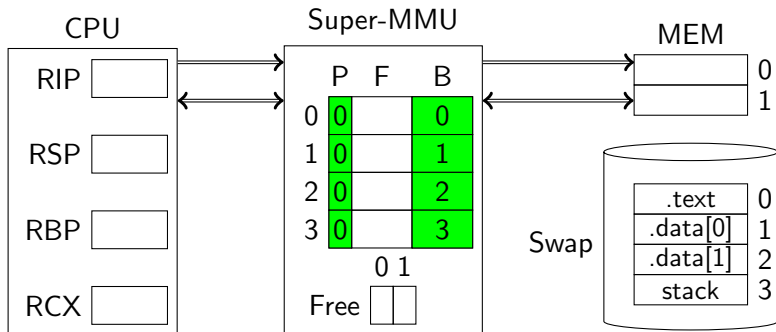 CPU
Super-MMU
MEM
RIP
RSP
RBP
RCX
P F B
0 0 0
1 0 1
2 0 2
3 0 3
0 1
Free
0
1
Swap
.text 0
.data[0] 1
.data[1] 2
stack 3